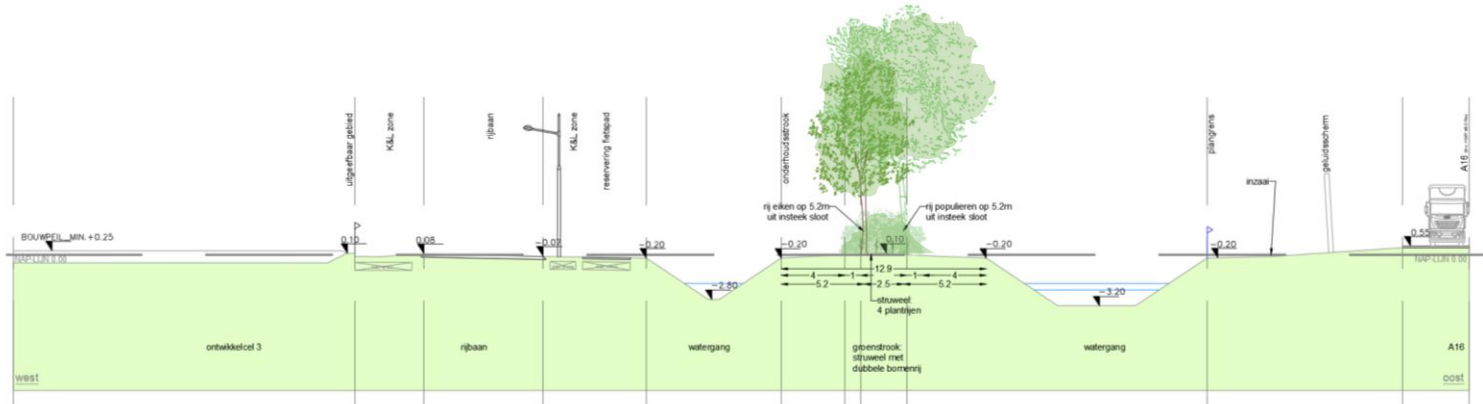 uitgeefbaar gebied
K&L zone
rijbaan
K&L zone
reservering fietspad
onderhoudsstrook
plangrens
geluidsscherm
A16
inzaai
rij eiken op 5.2m
uit insteek sloot
rij populieren op 5.2m
uit insteek sloot
BOUWPEIL MIN.+0.25
0.10
0.08
-0.07
-0.20
-0.20
0.10
-0.20
-0.20
0.55
NAP-LIJN 0.00
NAP-LIJN 0.00
12.9
4
1
1
4
5.2
2.5
5.2
-2.80
-3.20
struweel:
4 plantrijen
ontwikkelcel 3
rijbaan
watergang
groenstrook:
struweel met
dubbele bomenrij
watergang
A16
west
oost